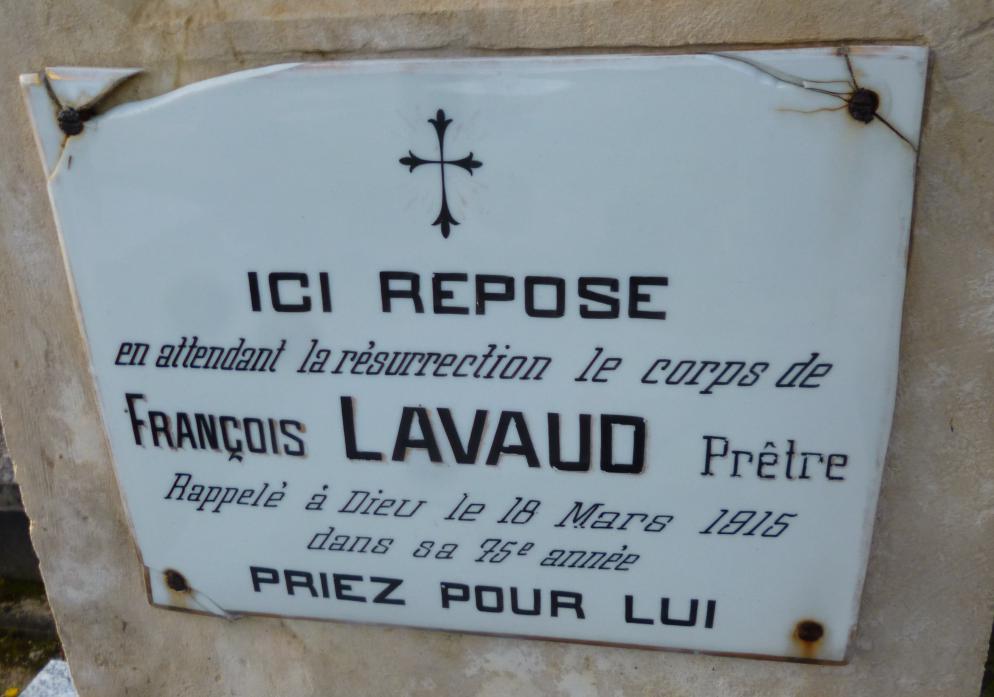 ICI REPOSE
en attendant la résurrection le corps de
FRANÇOIS LAVAUD Prêtre
Rappelé à Dieu le 18 Mars 1915
dans sa 75e année
PRIEZ POUR LUI